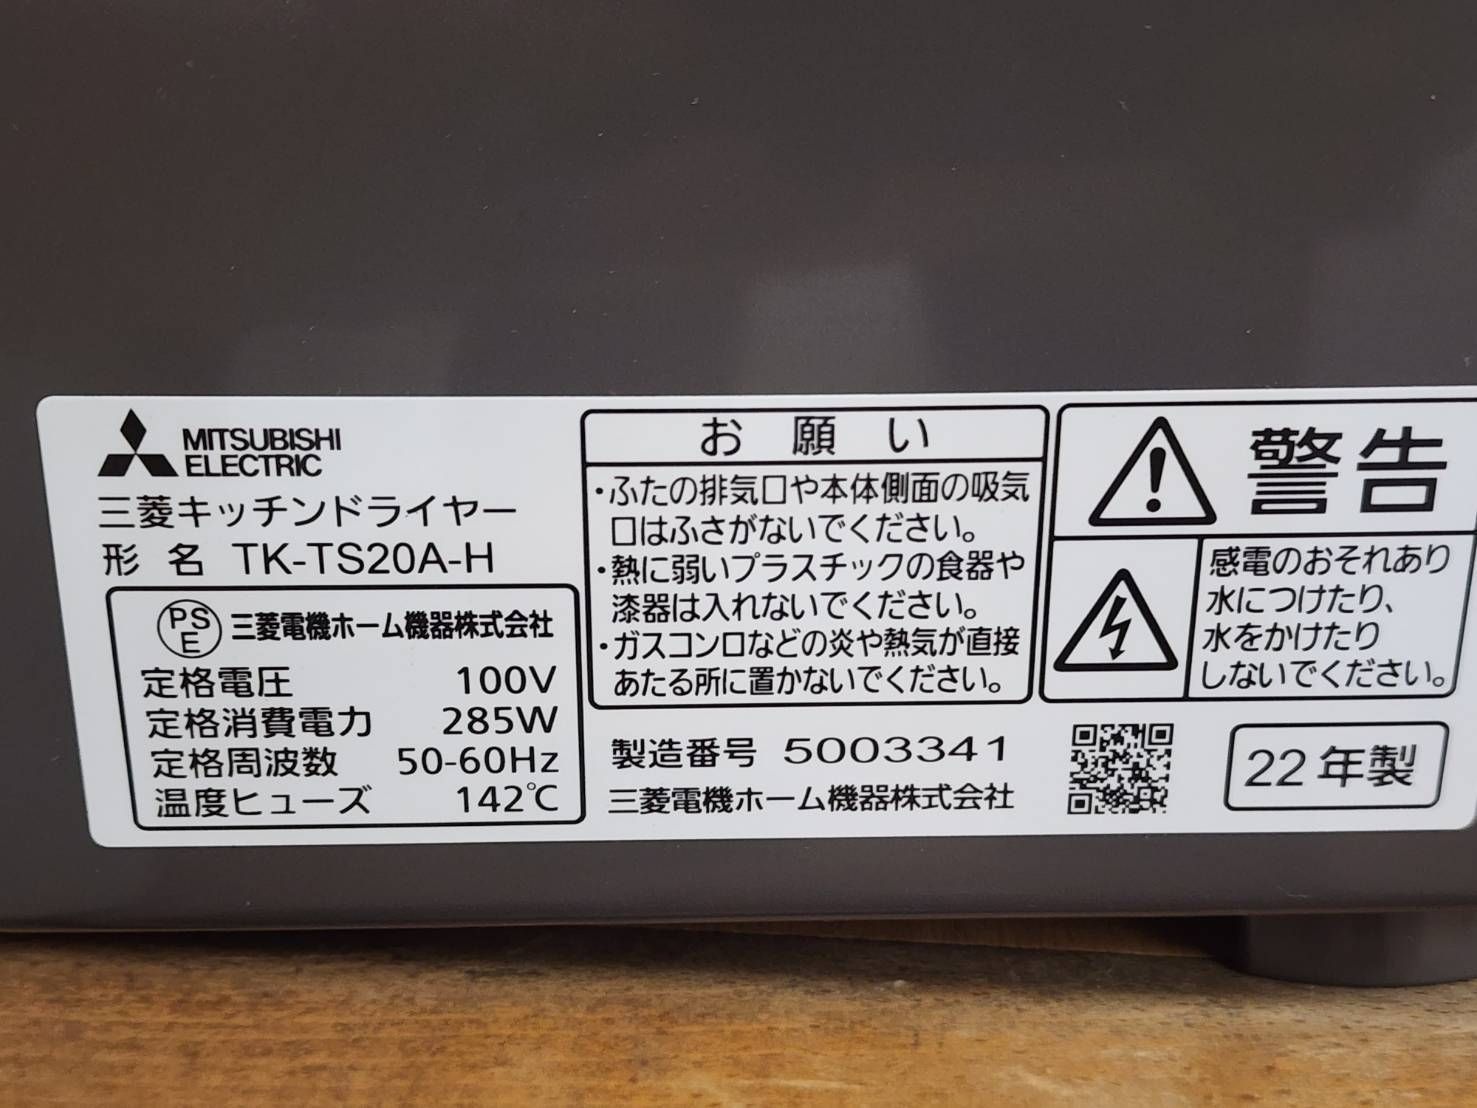 MITSUBISHI
ELECTRIC
三菱キッチンドライヤー
形 名 TK-TS20A-H
PS
E
三菱電機ホーム機器株式会社
定格電圧 100V
定格消費電力 285W
定格周波数 50-60Hz
温度ヒューズ 142℃
お願い
・ふたの排気口や本体側面の吸気
口はふさがないでください。
・熱に弱いプラスチックの食器や
漆器は入れないでください。
・ガスコンロなどの炎や熱気が直接
あたる所に置かないでください。
製造番号 5003341
三菱電機ホーム機器株式会社
警告
感電のおそれあり
水につけたり、
水をかけたり
しないでください。
22年製